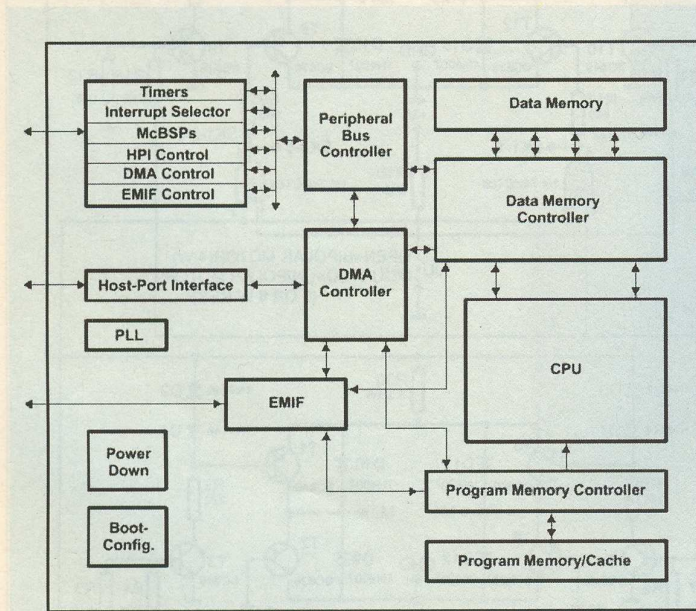 Timers
Interrupt Selector
McBSPs
HPI Control
DMA Control
EMIF Control
Peripheral
Bus
Controller
Data Memory
Data Memory
Controller
Host-Port Interface
DMA
Controller
PLL
CPU
EMIF
Power
Down
Program Memory Controller
Boot-
Config.
Program Memory/Cache